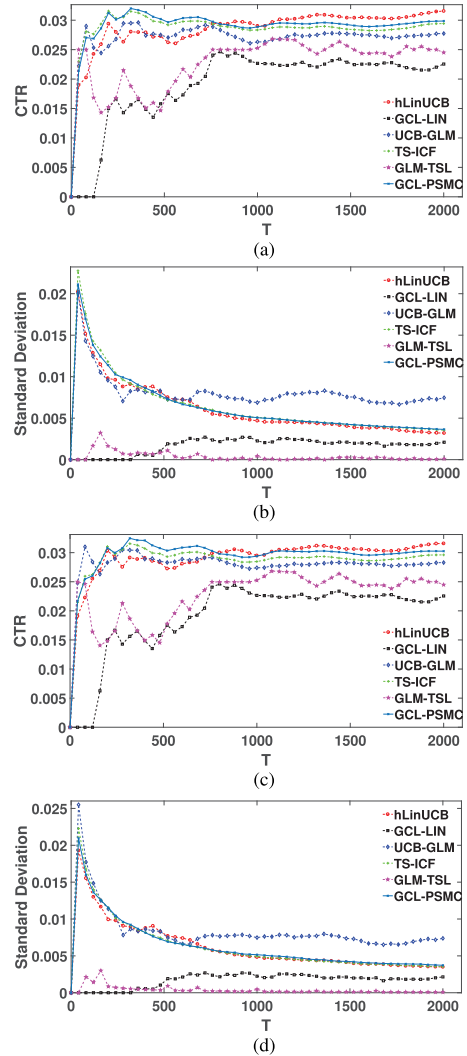 CTR
0.03
0.025
0.02
0.015
0.01
0.005
0
0
500
1000
1500
2000
T
hLinUCB
GCL-LIN
UCB-GLM
TS-ICF
GLM-TSL
GCL-PSMC
(a)
Standard Deviation
0.02
0.015
0.01
0.005
0
0
500
1000
1500
2000
T
hLinUCB
GCL-LIN
UCB-GLM
TS-ICF
GLM-TSL
GCL-PSMC
(b)
CTR
0.03
0.025
0.02
0.015
0.01
0.005
0
0
500
1000
1500
2000
T
hLinUCB
GCL-LIN
UCB-GLM
TS-ICF
GLM-TSL
GCL-PSMC
(c)
Standard Deviation
0.025
0.02
0.015
0.01
0.005
0
0
500
1000
1500
2000
T
hLinUCB
GCL-LIN
UCB-GLM
TS-ICF
GLM-TSL
GCL-PSMC
(d)